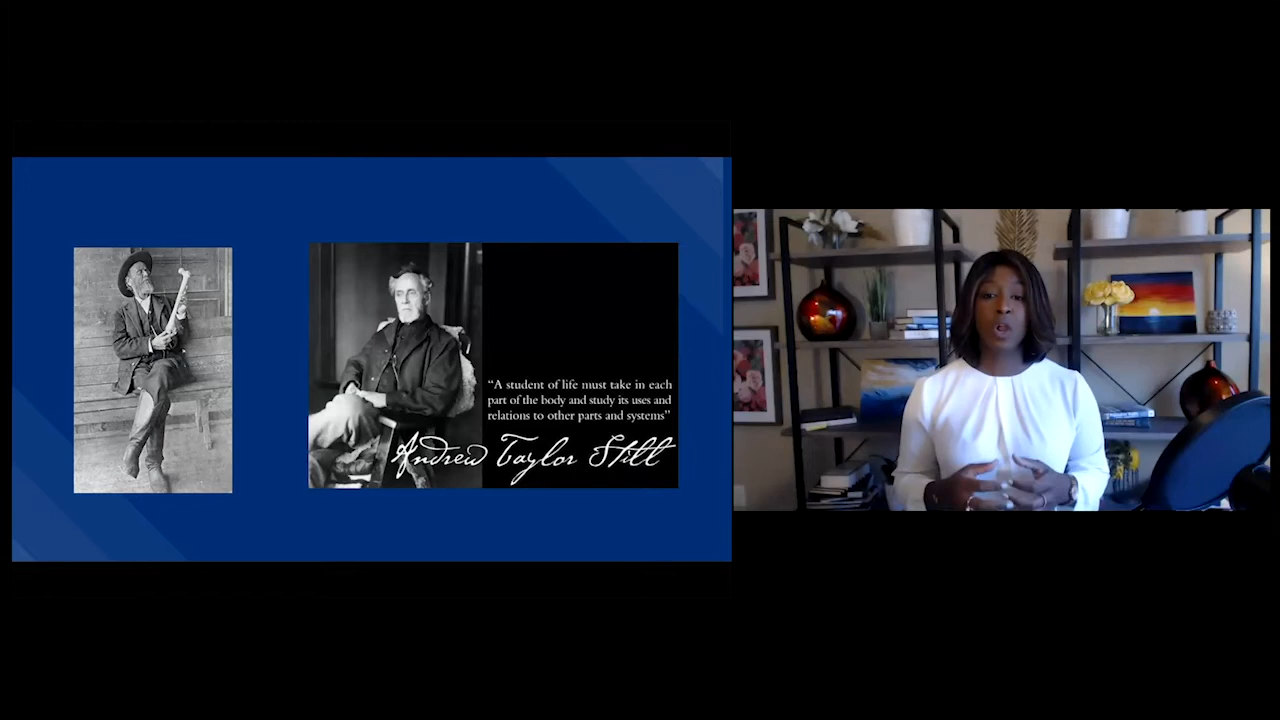 “A student of life must take in each
part of the body and study its uses and
relations to other parts and systems”
Andrew Taylor Still